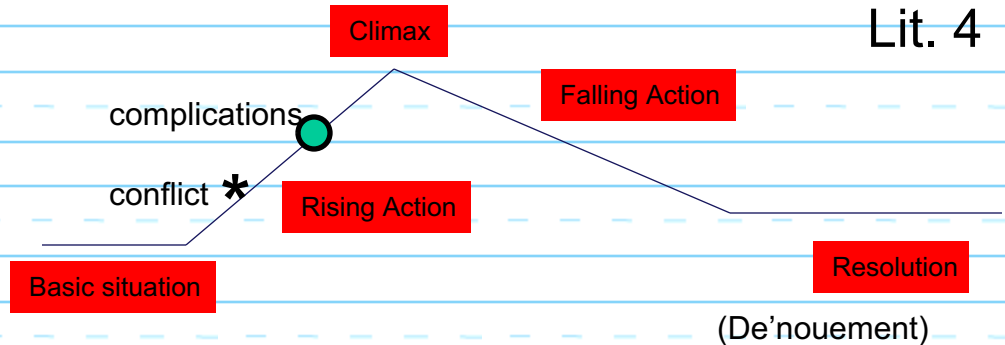 Lit. 4
Climax
Falling Action
complications
conflict *
Rising Action
Basic situation
Resolution
(De’nouement)